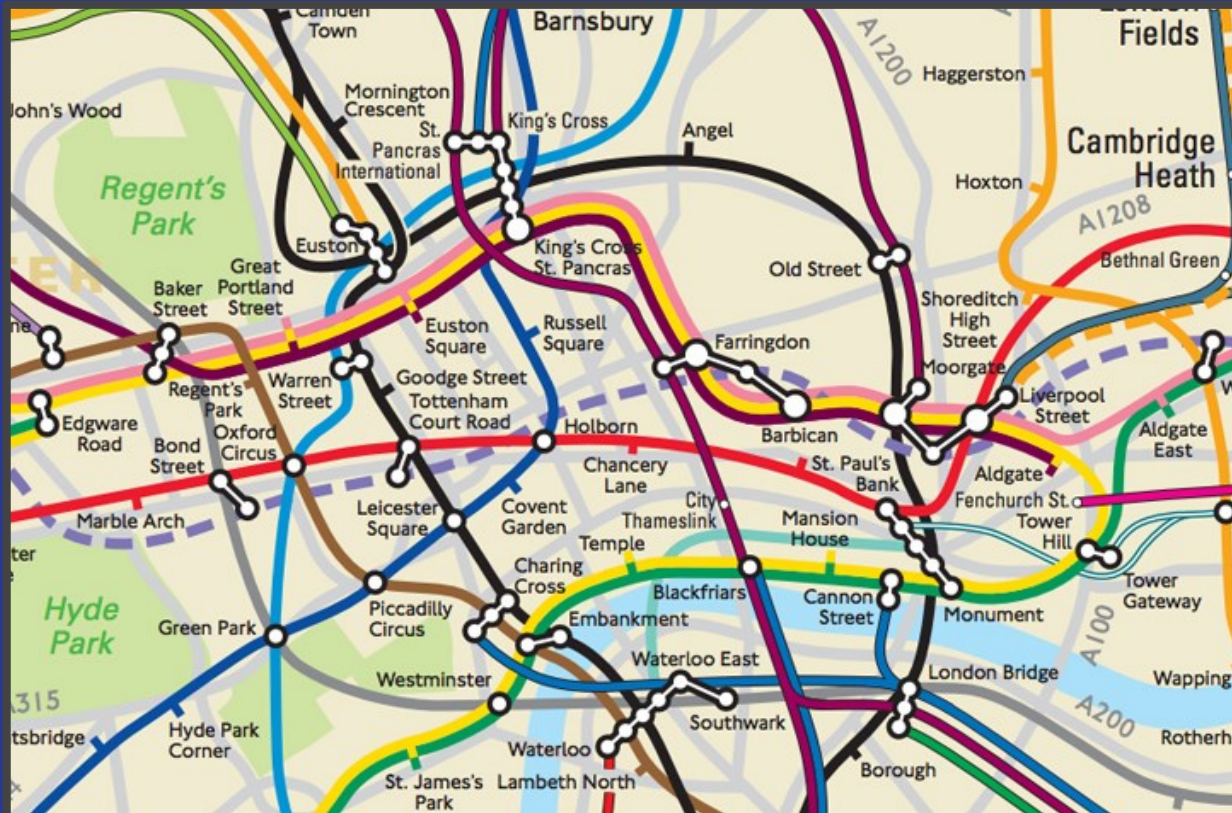 Camden
Town
Barnsbury
London
Fields
A1200
Haggerston
John's Wood
Mornington
Crescent
St.
Pancras
International
King's Cross
Angel
Cambridge
Heath
Regent's
Park
Hoxton
A1208
Euston
King's Cross
St. Pancras
Old Street
Bethnal Green
TER
Great
Portland
Street
Baker
Street
ne
Shoreditch
High
Street
Euston
Square
Russell
Square
Farringdon
Moorgate
Regent's
Park
Warren
Street
Goodge Street
Tottenham
Court Road
Liverpool
Street
Edgware
Road
Bond
Street
Oxford
Circus
Holborn
Barbican
Aldgate
East
W
Chancery
Lane
St. Paul's
Bank
Aldgate
Marble Arch
Leicester
Square
Covent
Garden
City
Thameslink
Mansion
House
Fenchurch St.
Tower
Hill
ter
e
Temple
Charing
Cross
Hyde
Park
Piccadilly
Circus
Blackfriars
Cannon
Street
Monument
Tower
Gateway
Green Park
Embankment
A100
Westminster
Waterloo East
London Bridge
Wapping
A315
Southwark
A200
tsbridge
Hyde Park
Corner
Waterloo
Rotherh
Lambeth North
St. James's
Park
Borough
4